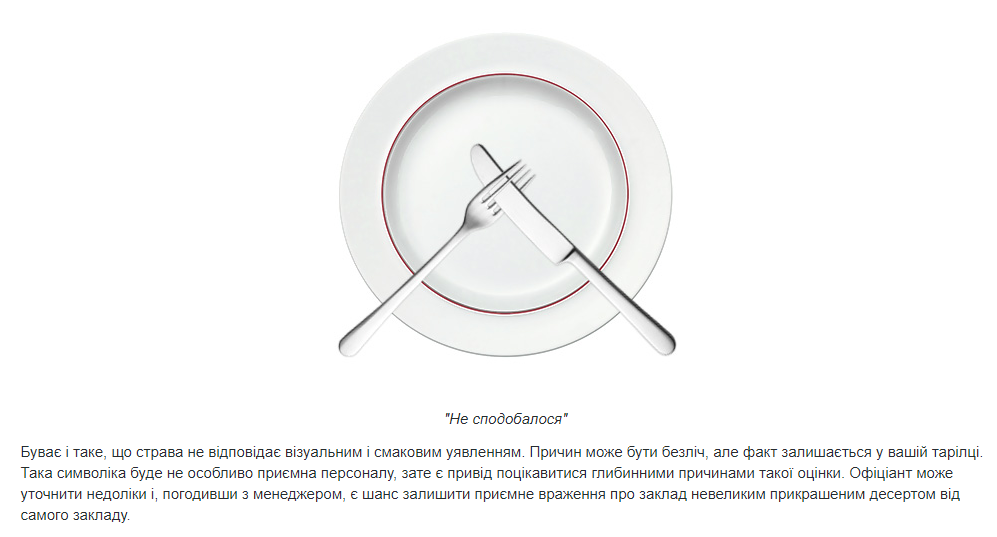 "Не сподобалося"
Буває і таке, що страва не відповідає візуальним і смаковим уявленням. Причин може бути безліч, але факт залишається у вашій тарілці.
Така символіка буде не особливо приємна персоналу, зате є привід поцікавитися глибинними причинами такої оцінки. Офіціант може
уточнити недоліки і, погодивши з менеджером, є шанс залишити приємне враження про заклад невеликим прикрашеним десертом від
самого закладу.